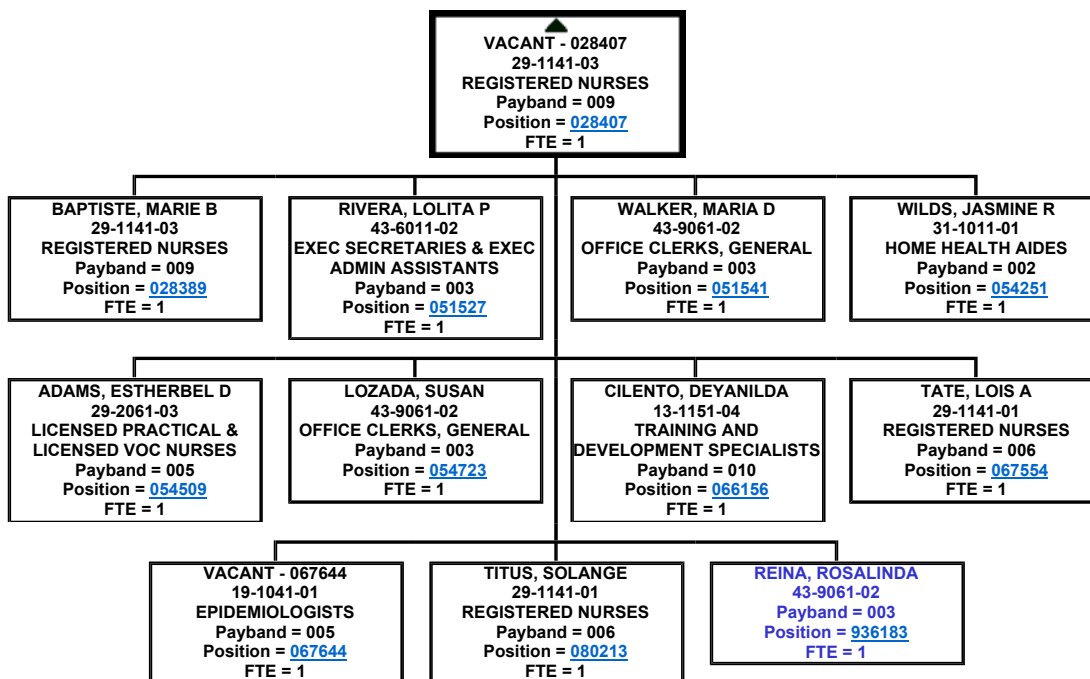 VACANT - 028407
29-1141-03
REGISTERED NURSES
Payband = 009
Position = 028407
FTE = 1
BAPTISTE, MARIE B
29-1141-03
REGISTERED NURSES
Payband = 009
Position = 028389
FTE = 1
RIVERA, LOLITA P
43-6011-02
EXEC SECRETARIES & EXEC
ADMIN ASSISTANTS
Payband = 003
Position = 051527
FTE = 1
WALKER, MARIA D
43-9061-02
OFFICE CLERKS, GENERAL
Payband = 003
Position = 051541
FTE = 1
WILDS, JASMINE R
31-1011-01
HOME HEALTH AIDES
Payband = 002
Position = 054251
FTE = 1
ADAMS, ESTHERBEL D
29-2061-03
LICENSED PRACTICAL &
LICENSED VOC NURSES
Payband = 005
Position = 054509
FTE = 1
LOZADA, SUSAN
43-9061-02
OFFICE CLERKS, GENERAL
Payband = 003
Position = 054723
FTE = 1
CILENTO, DEYANILDA
13-1151-04
TRAINING AND
DEVELOPMENT SPECIALISTS
Payband = 010
Position = 066156
FTE = 1
TATE, LOIS A
29-1141-01
REGISTERED NURSES
Payband = 006
Position = 067554
FTE = 1
VACANT - 067644
19-1041-01
EPIDEMIOLOGISTS
Payband = 005
Position = 067644
FTE = 1
TITUS, SOLANGE
29-1141-01
REGISTERED NURSES
Payband = 006
Position = 080213
FTE = 1
REINA, ROSALINDA
43-9061-02
Payband = 003
Position = 936183
FTE = 1